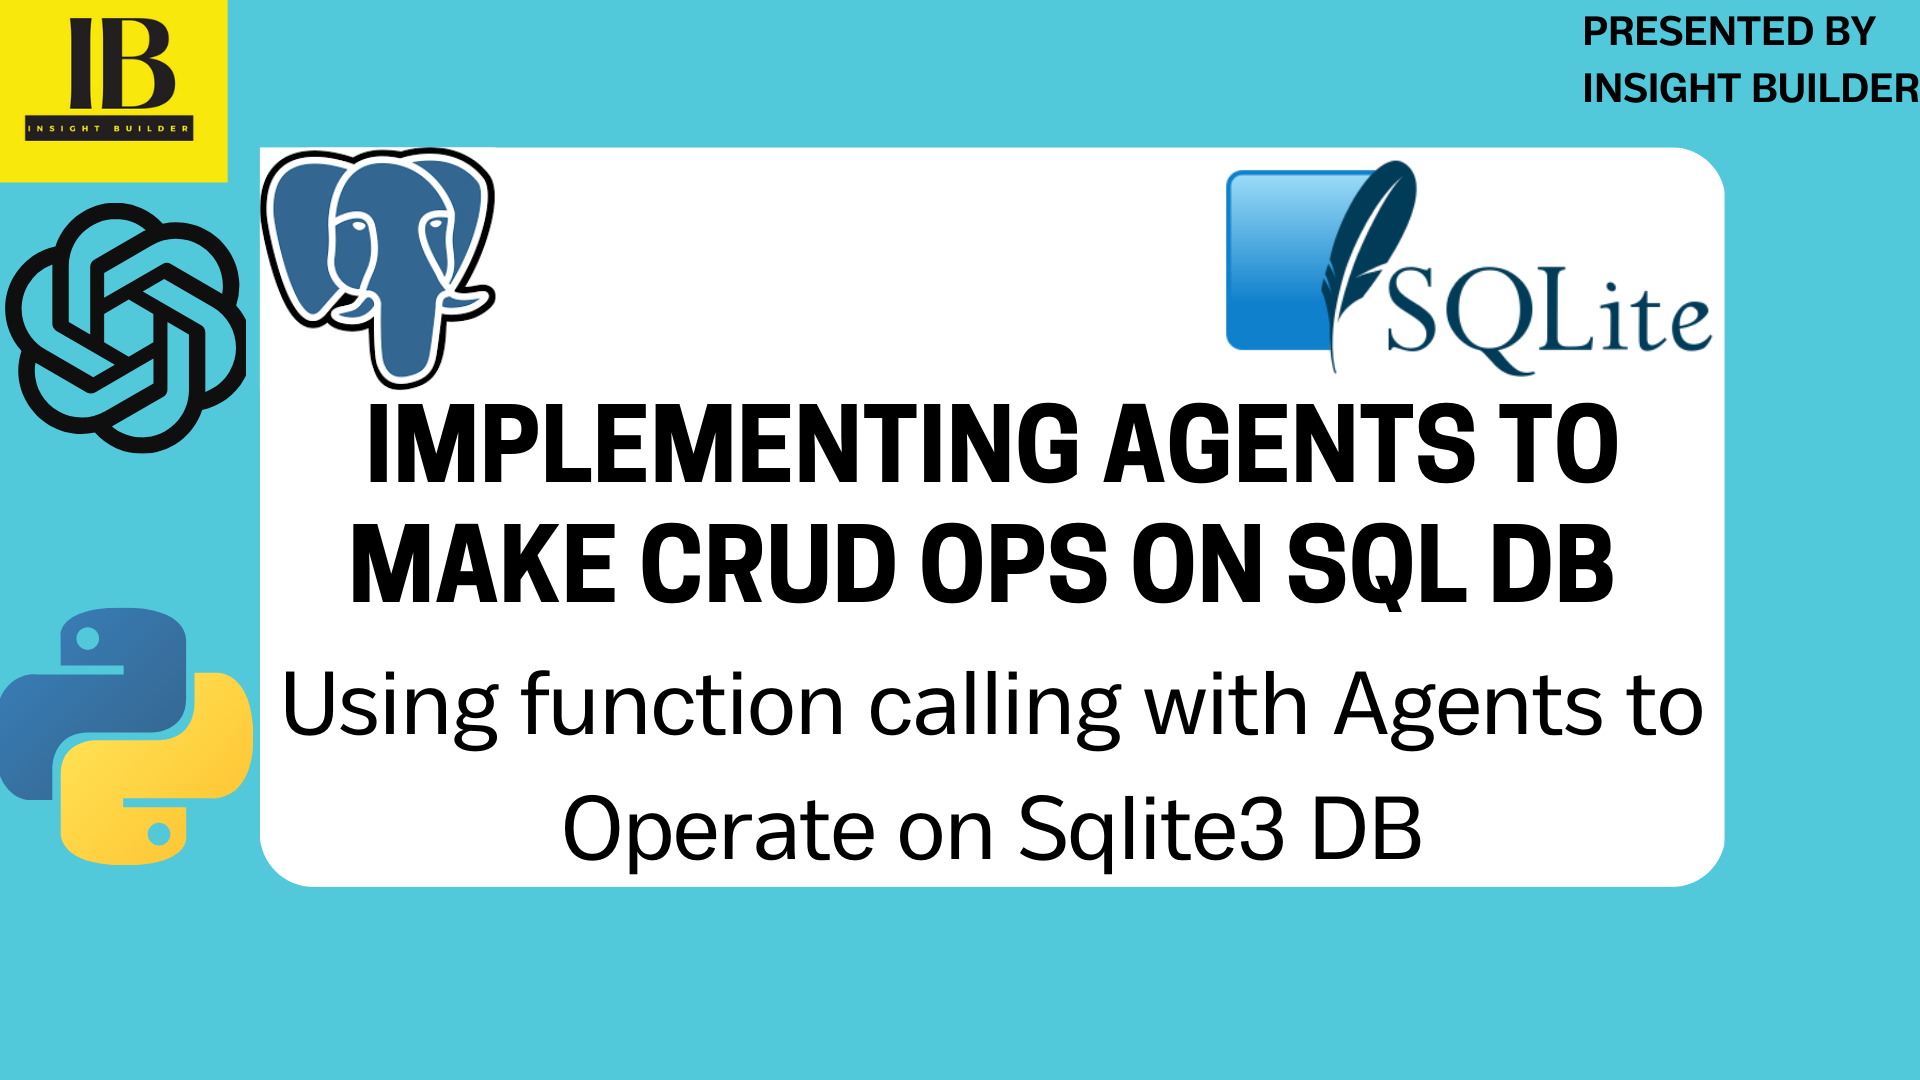 IB
INSIGHT BUILDER
PRESENTED BY
INSIGHT BUILDER
SQLite
IMPLEMENTING AGENTS TO
MAKE CRUD OPS ON SQL DB
Using function calling with Agents to
Operate on Sqlite3 DB